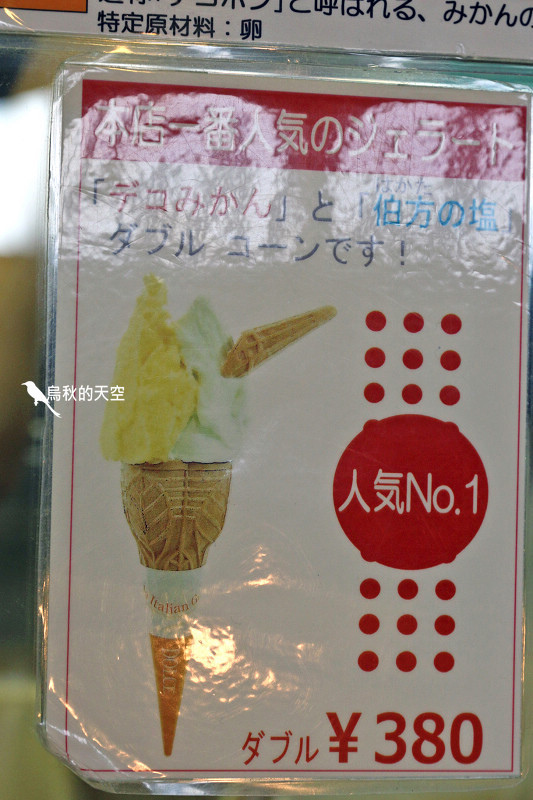 と呼ばれる、みかんの
特定原材料：卵
本店一番人気のジェラート
はかた
「デコみかん」と「伯方の塩」
ダブル コーンです！
烏秋的天空
人気No.1
Italian G
ダブル ¥380